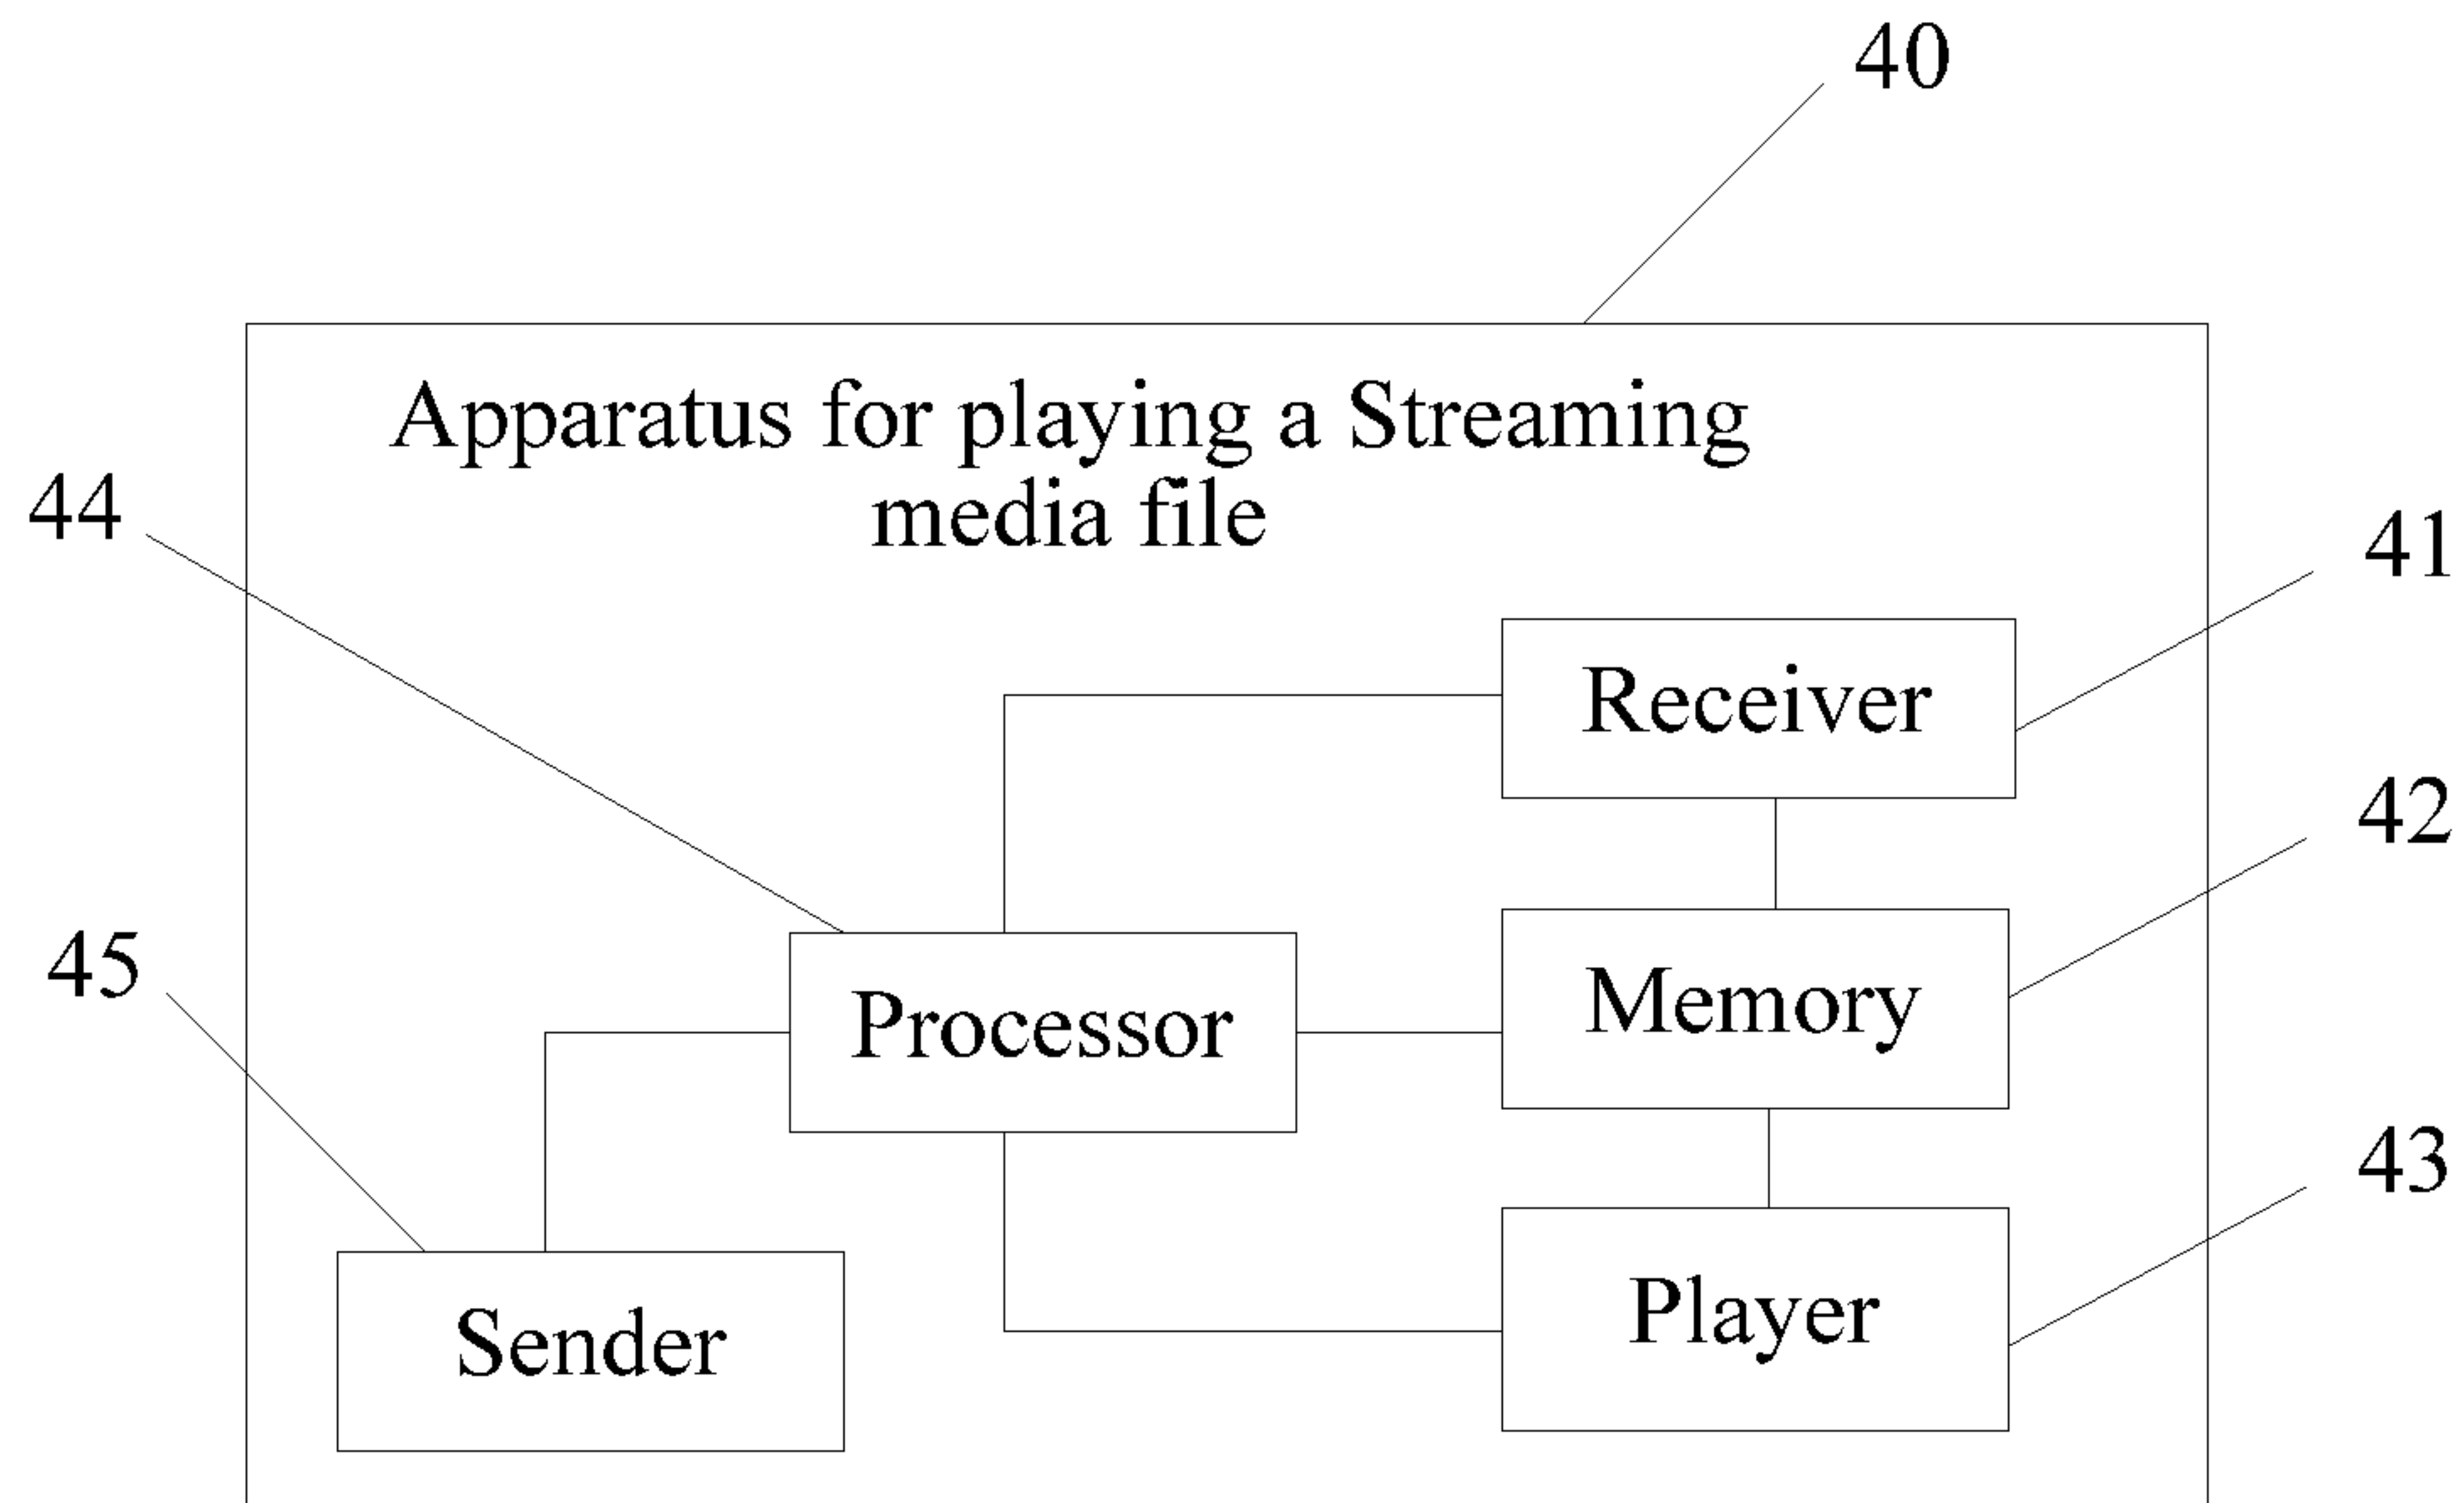 40
Apparatus for playing a Streaming
media file
44
41
Receiver
42
Memory
45
Processor
43
Player
Sender